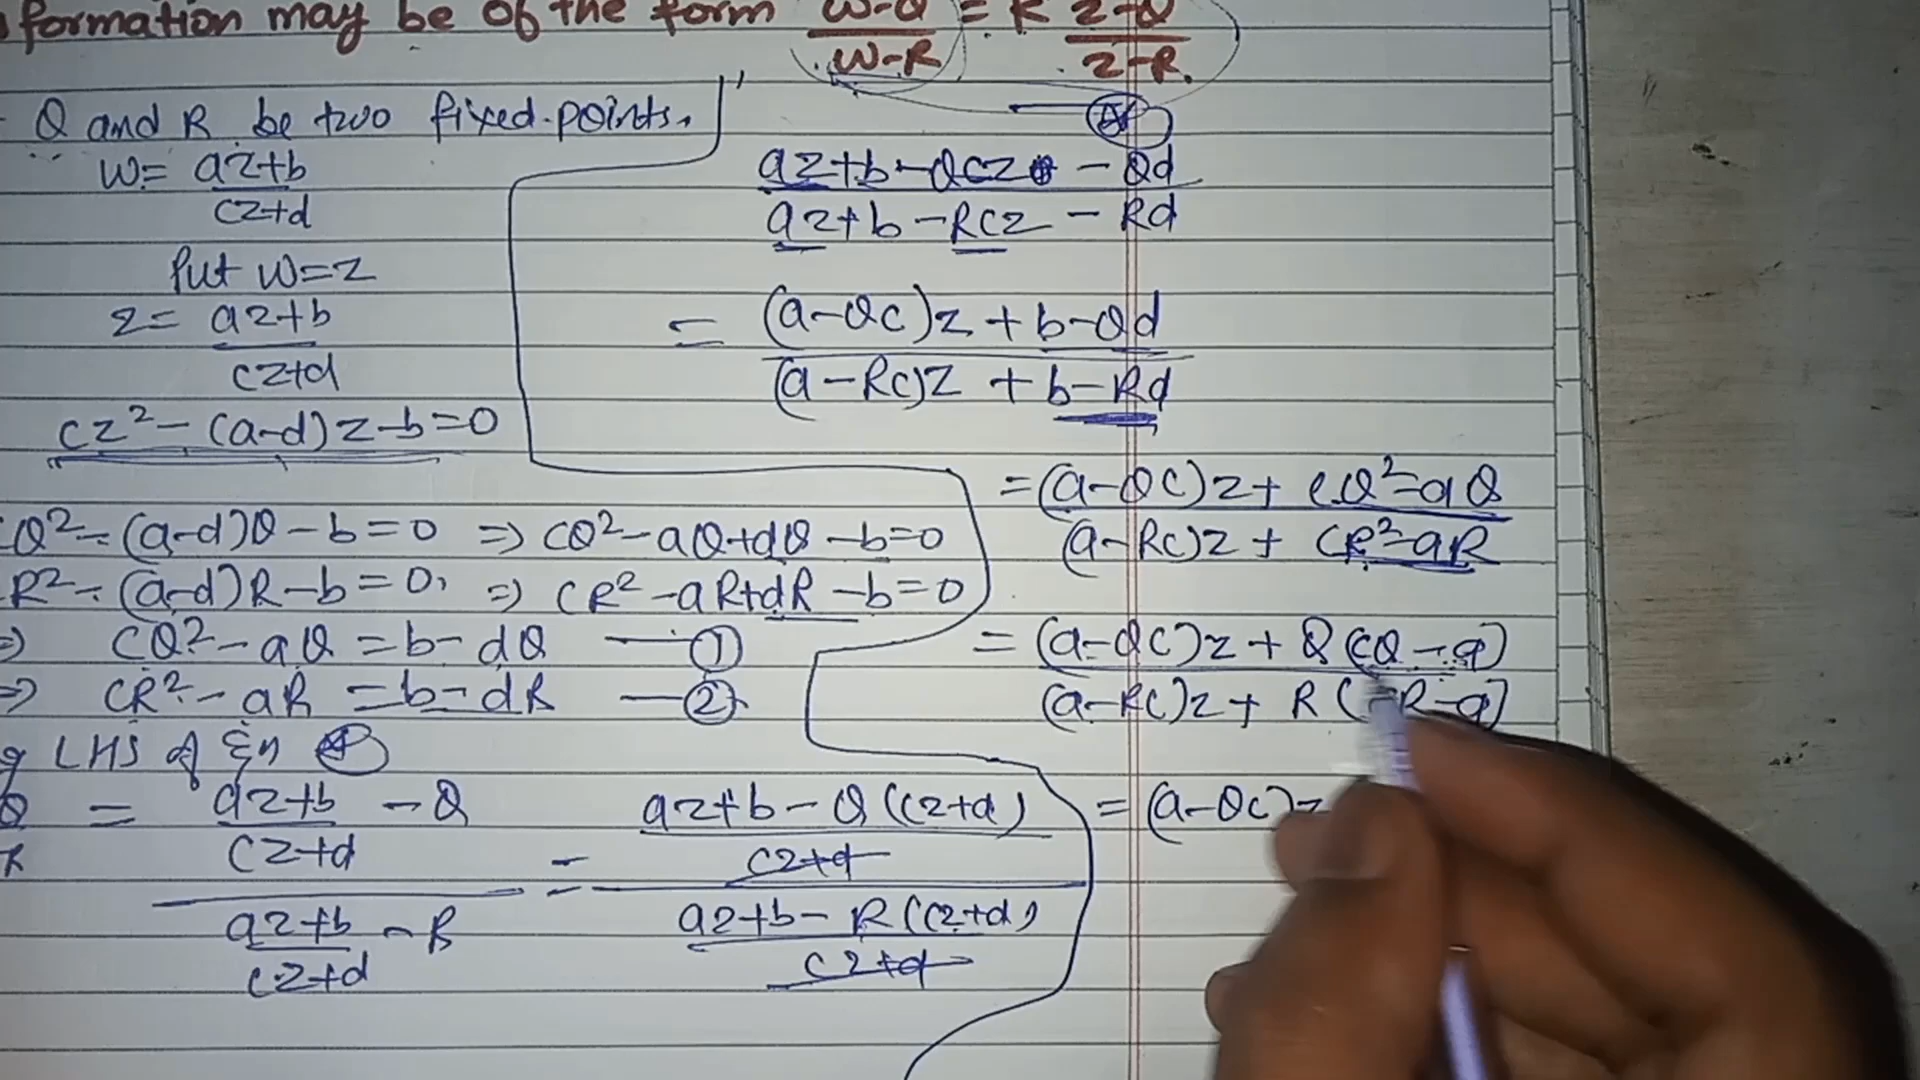 formation may be of the form w-Q/w-R = K z-Q/z-R
Q and R be two fixed points.
w= az+b/cz+d
Put w=z
z= az+b/cz+d
cz²-(a-d)z-b=0
CQ²-(a-d)Q-b=0 => CQ²-aQ+dQ-b=0
R²-(a-d)R-b=0, => CR²-aR+dR-b=0
=> CQ²-aQ=b-dQ —①
=> CR²-aR=b-dR —②
LHS of Eqn
= az+b/cz+d -Q
az+b/cz+d -R
= az+b-Q(cz+d)
cz+d
az+b-R(cz+d)
cz+d
az+b-Qcz -Qd
az+b-Rcz -Rd
= (a-Qc)z+b-Qd
(a-Rc)z+b-Rd
=(a-Qc)z+cQ²-aQ
(a-Rc)z+CR²-aR
=(a-Qc)z+Q(cQ-a)
(a-Rc)z+R(cR-a)
=(a-Qc)z